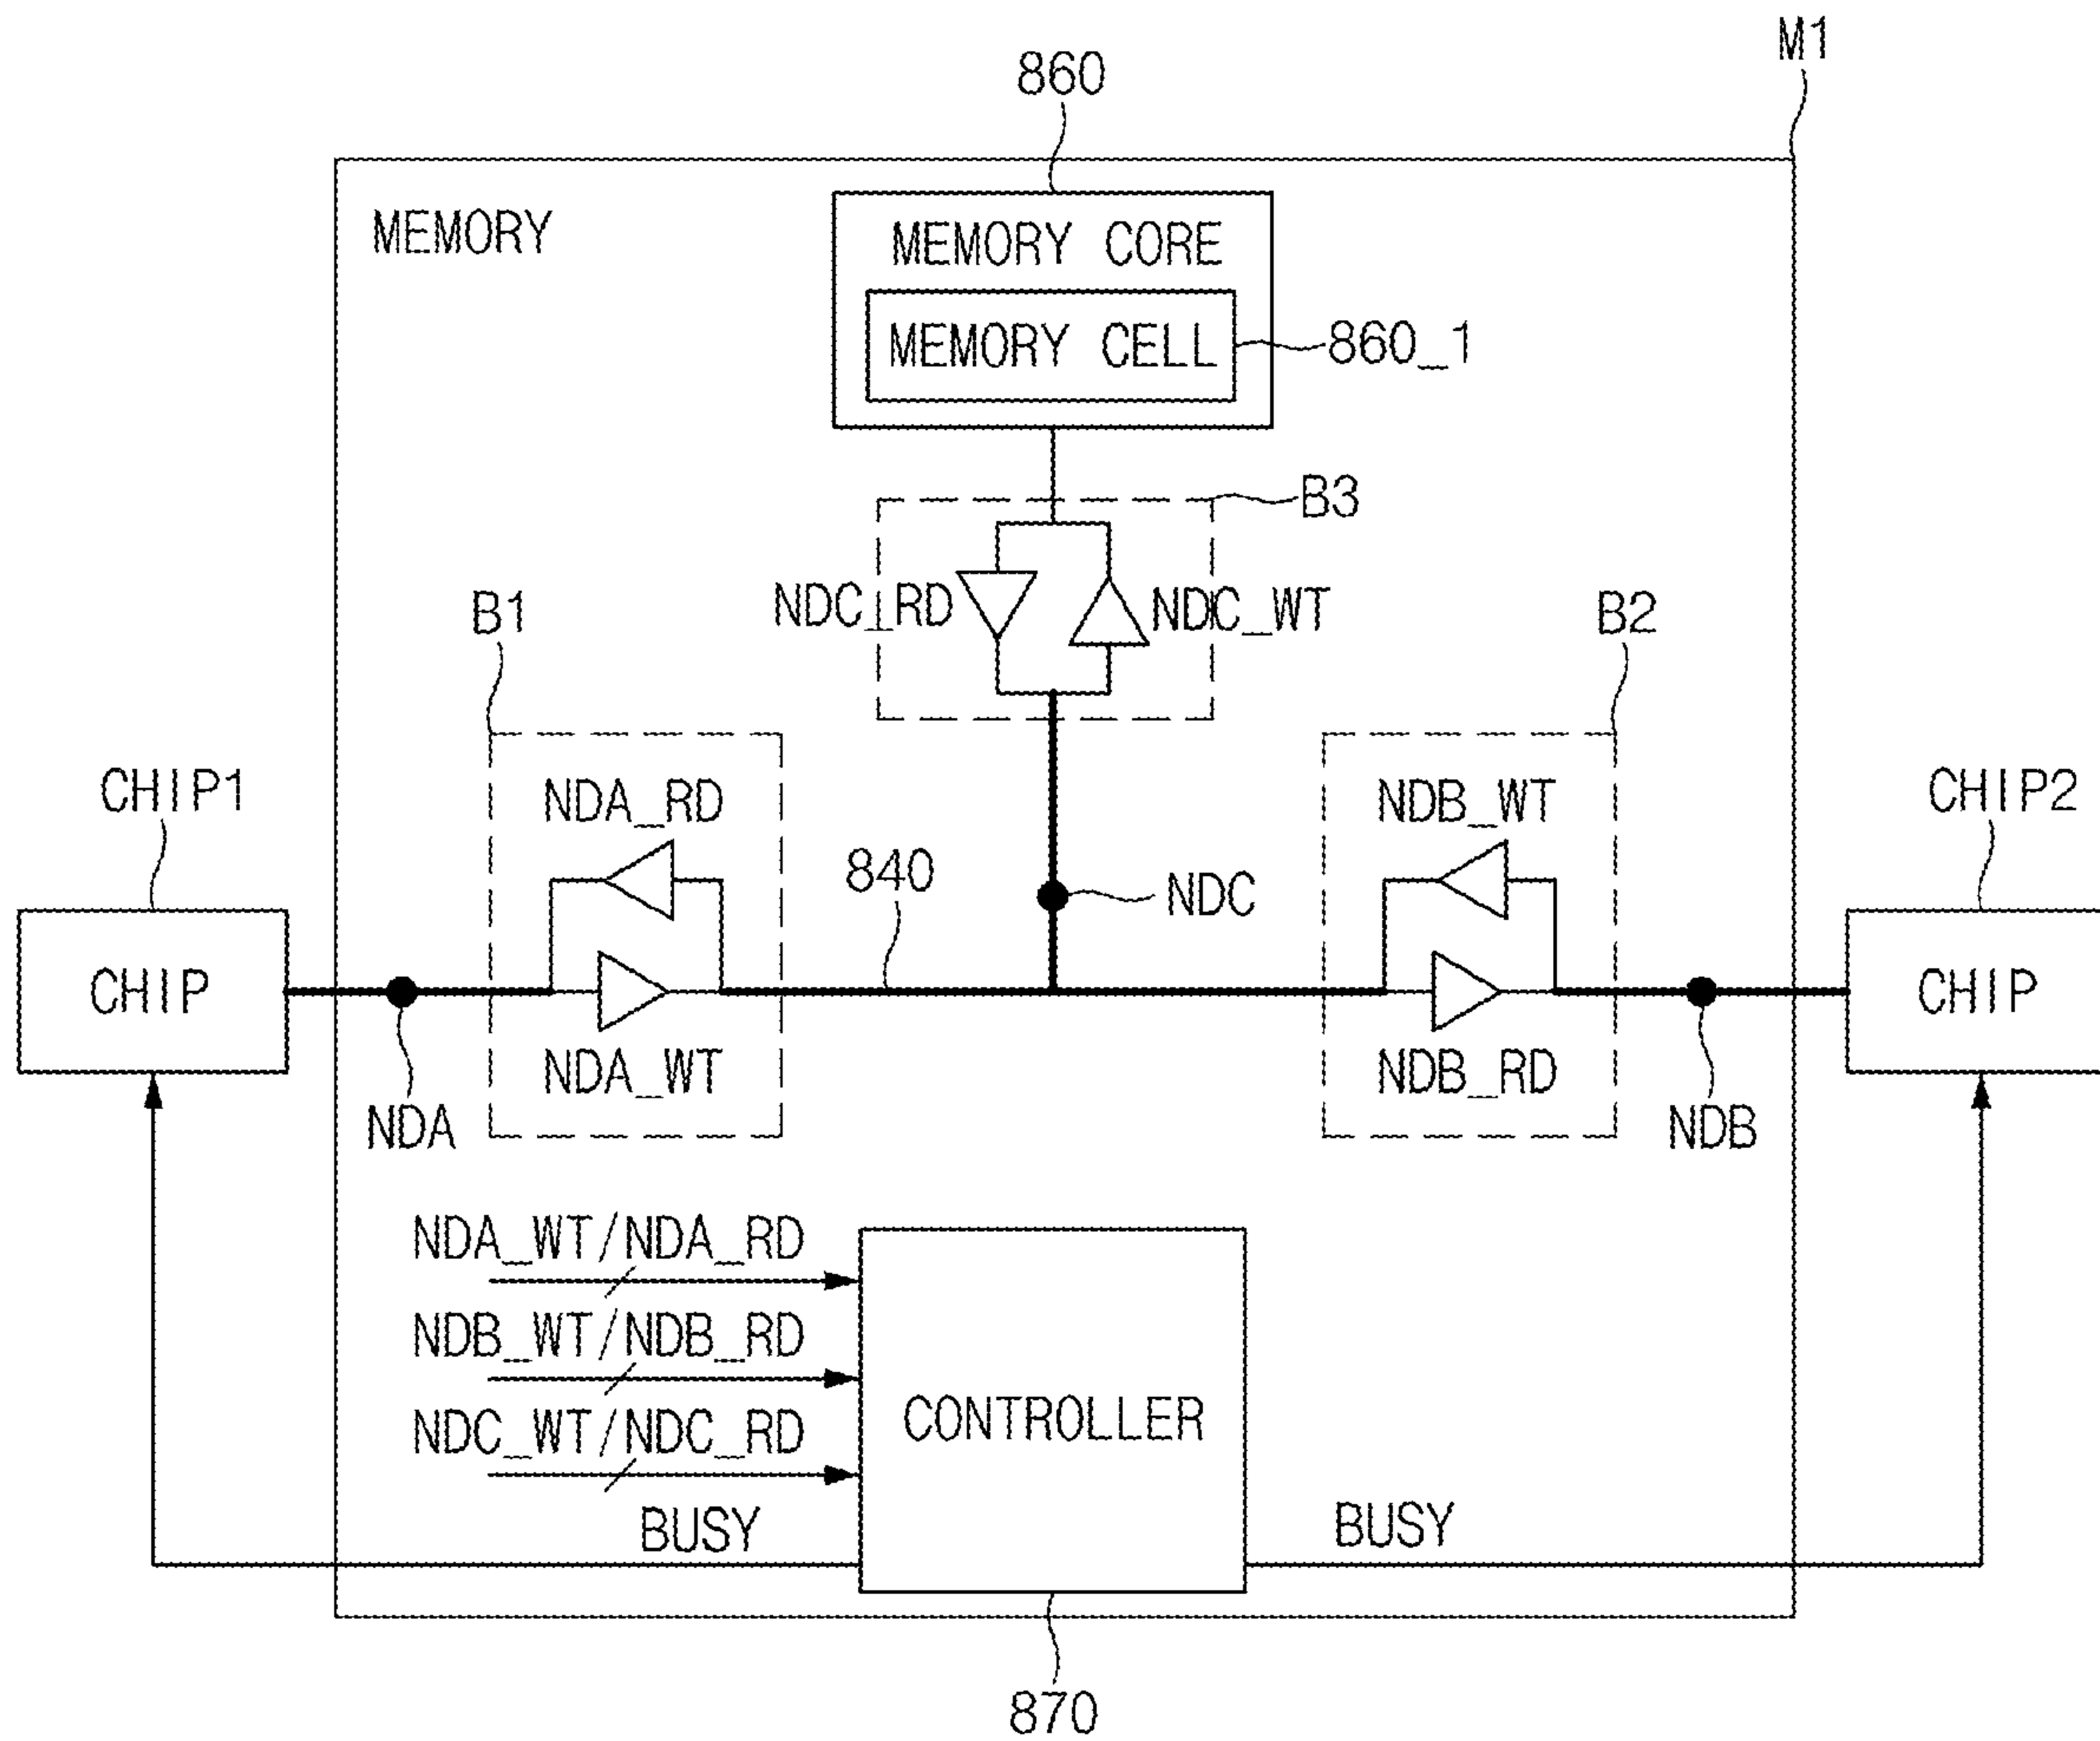 M1
860
MEMORY
MEMORY CORE
MEMORY CELL
860_1
B3
NDC_RD
NDC_WT
B1
B2
CHIP1
NDA_RD
NDB_WT
CHIP2
840
NDC
CHIP
CHIP
NDA_WT
NDB_RD
NDA
NDB
NDA_WT/NDA_RD
NDB_WT/NDB_RD
NDC_WT/NDC_RD
CONTROLLER
BUSY
BUSY
870